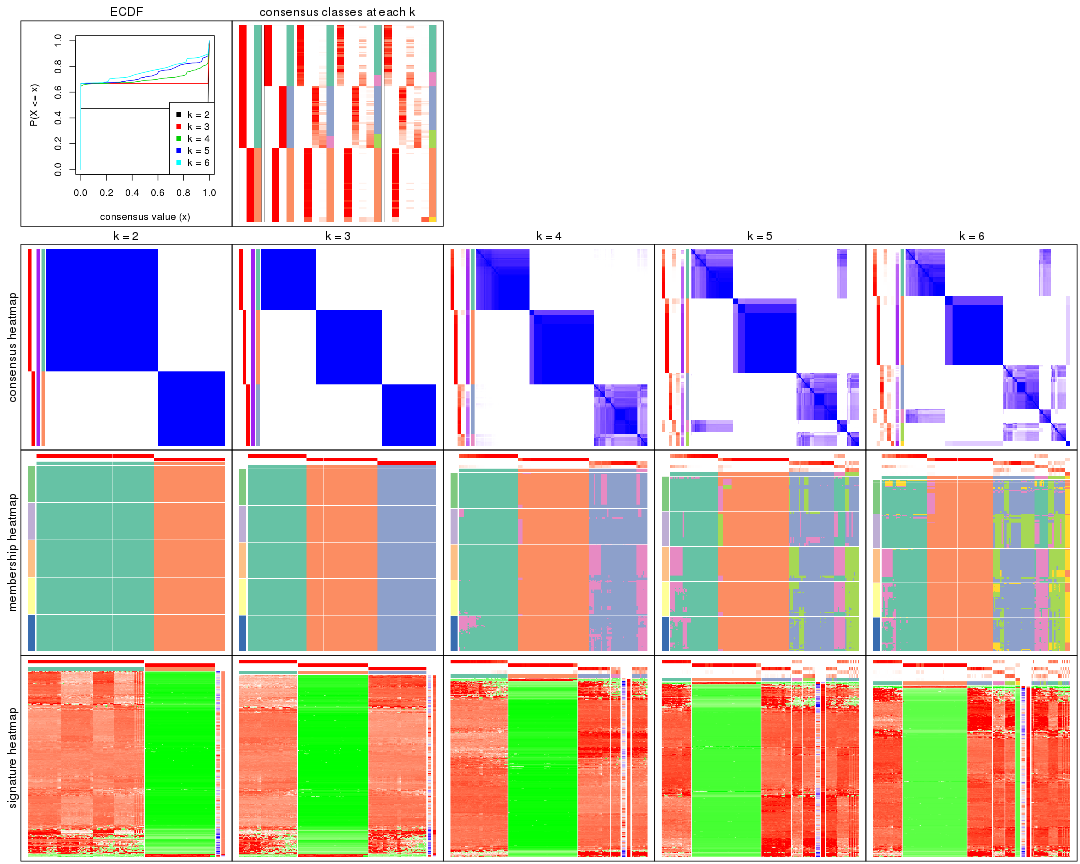 ECDF
consensus classes at each k
P(X <= x)
1.0
0.8
0.6
0.4
0.2
0.0
k = 2
k = 3
k = 4
k = 5
k = 6
0.0 0.2 0.4 0.6 0.8 1.0
consensus value (x)
k = 2 k = 3 k = 4 k = 5 k = 6
consensus heatmap
membership heatmap
signature heatmap